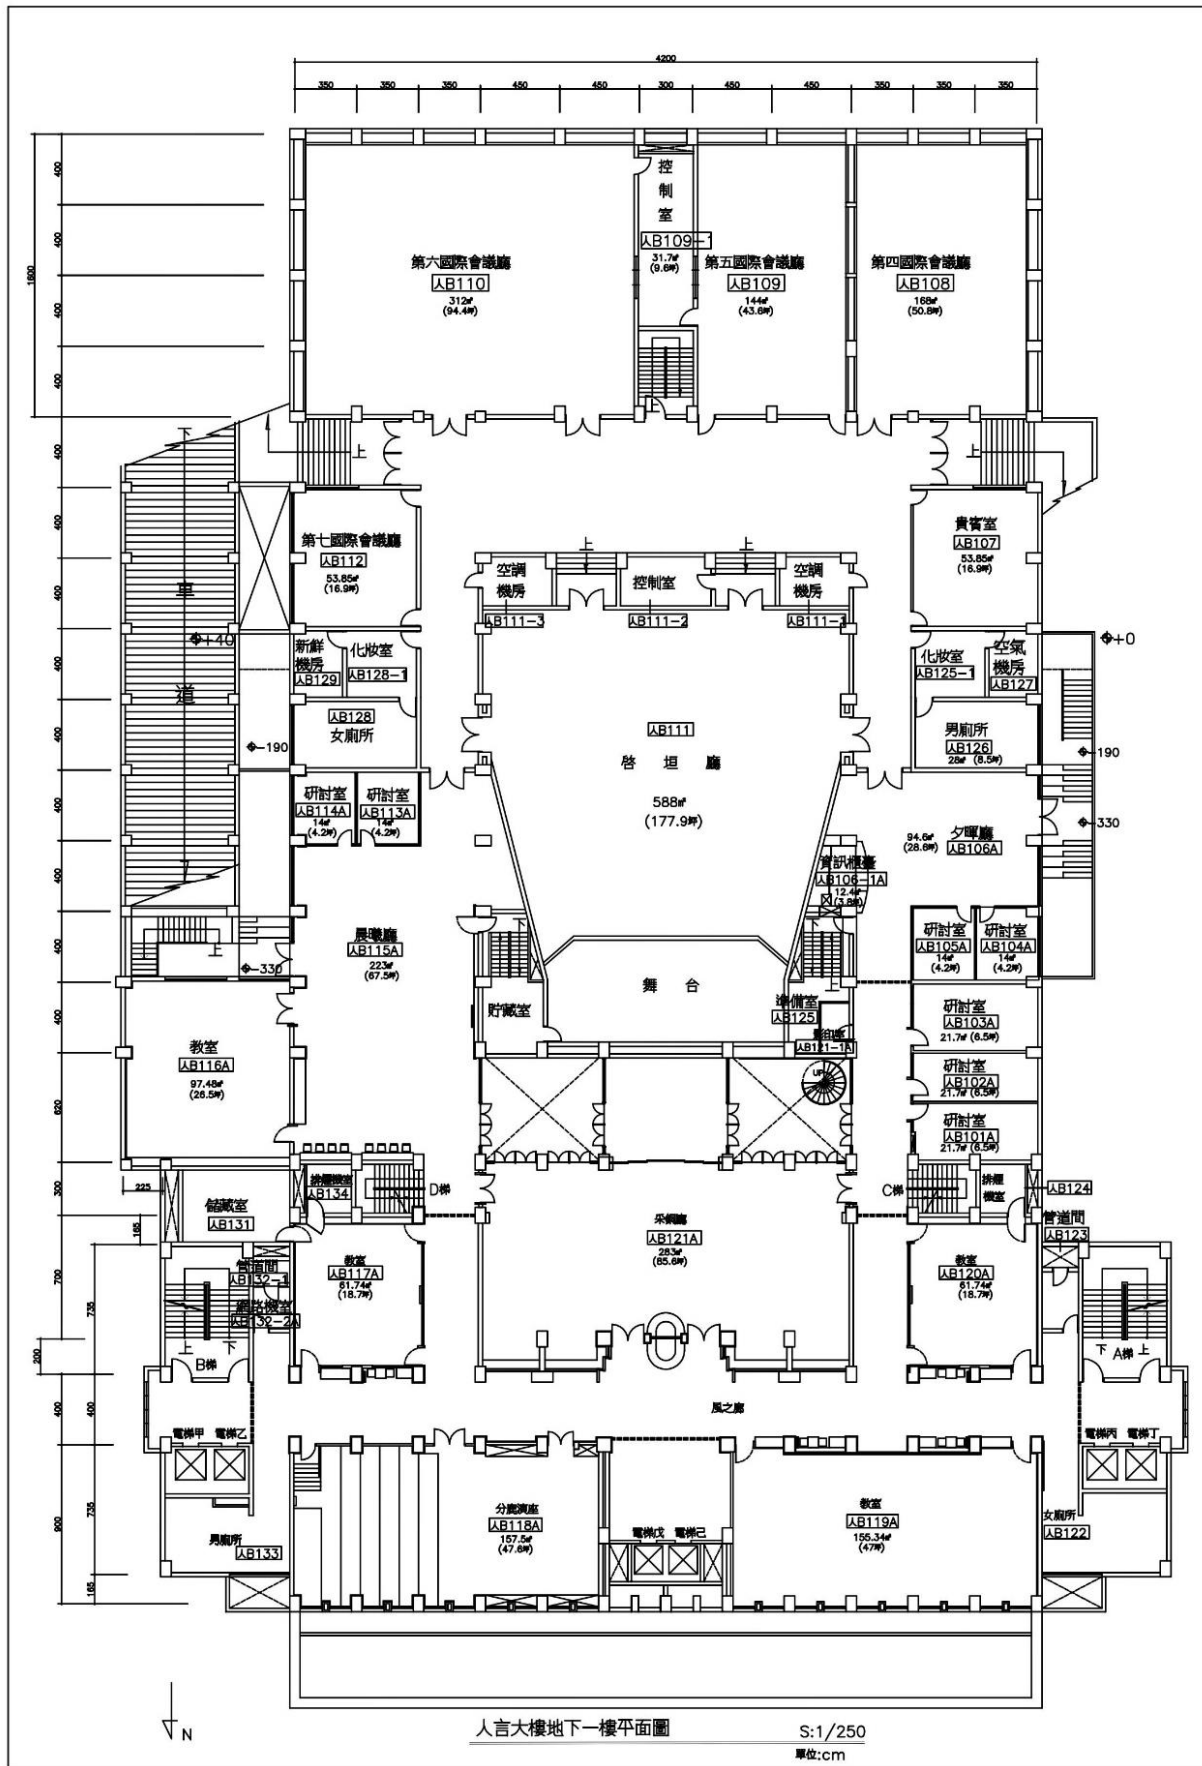 4200
350 350 350 450 450 300 450 450 350 350 350
400
400
400
400
1600
控制室
人B109-1
31.7㎡
(9.6坪)
第六國際會議廳
人B110
312㎡
(94.4坪)
第五國際會議廳
人B109
144㎡
(43.6坪)
第四國際會議廳
人B108
168㎡
(50.8坪)
上
下
上
上
400
400
400
400
400
400
400
400
400
620
300
700
200
400
900
第七國際會議廳
人B112
53.85㎡
(16.9坪)
貴賓室
人B107
53.85㎡
(16.9坪)
上
上
空調機房
控制室
空調機房
人B111-3
人B111-2
人B111-1
車道
+40
+0
新鮮機房
人B129
化妝室
人B128-1
化妝室
人B125-1
空氣機房
人B127
人B128
女廁所
人B111
啓垣廳
588㎡
(177.9坪)
男廁所
人B126
28㎡ (8.5坪)
-190
-190
研討室
人B114A
14㎡
(4.2坪)
研討室
人B113A
14㎡
(4.2坪)
夕暉廳
94.6㎡
(28.6坪)
人B106A
-330
資訊櫃臺
人B106-1A
12.4㎡
(3.8坪)
下
下
上
晨曦廳
人B115A
223㎡
(67.5坪)
研討室
人B105A
14㎡
(4.2坪)
研討室
人B104A
14㎡
(4.2坪)
上
-330
舞台
貯藏室
準備室
人B125
影印室
人B121-1A
研討室
人B103A
21.7㎡ (6.5坪)
教室
人B116A
97.48㎡
(26.5坪)
UP
研討室
人B102A
21.7㎡ (6.5坪)
研討室
人B101A
21.7㎡ (6.5坪)
225
165
735
400
735
165
儲藏室
人B131
排煙機室
人B134
D梯
C梯
排煙機室
人B124
采鋼廳
人B121A
283㎡
(85.6坪)
管道間
人B123
管道間
人B132-1
網路機室
人B132-2A
教室
人B117A
61.74㎡
(18.7坪)
教室
人B120A
61.74㎡
(18.7坪)
上 下
B梯
下 上
A梯
風之廊
電梯甲 電梯乙
電梯丙 電梯丁
分鹿演座
人B118A
157.5㎡
(47.6坪)
教室
人B119A
155.34㎡
(47坪)
電梯戊 電梯己
男廁所
人B133
女廁所
人B122
N
人言大樓地下一樓平面圖
S:1/250
單位:cm